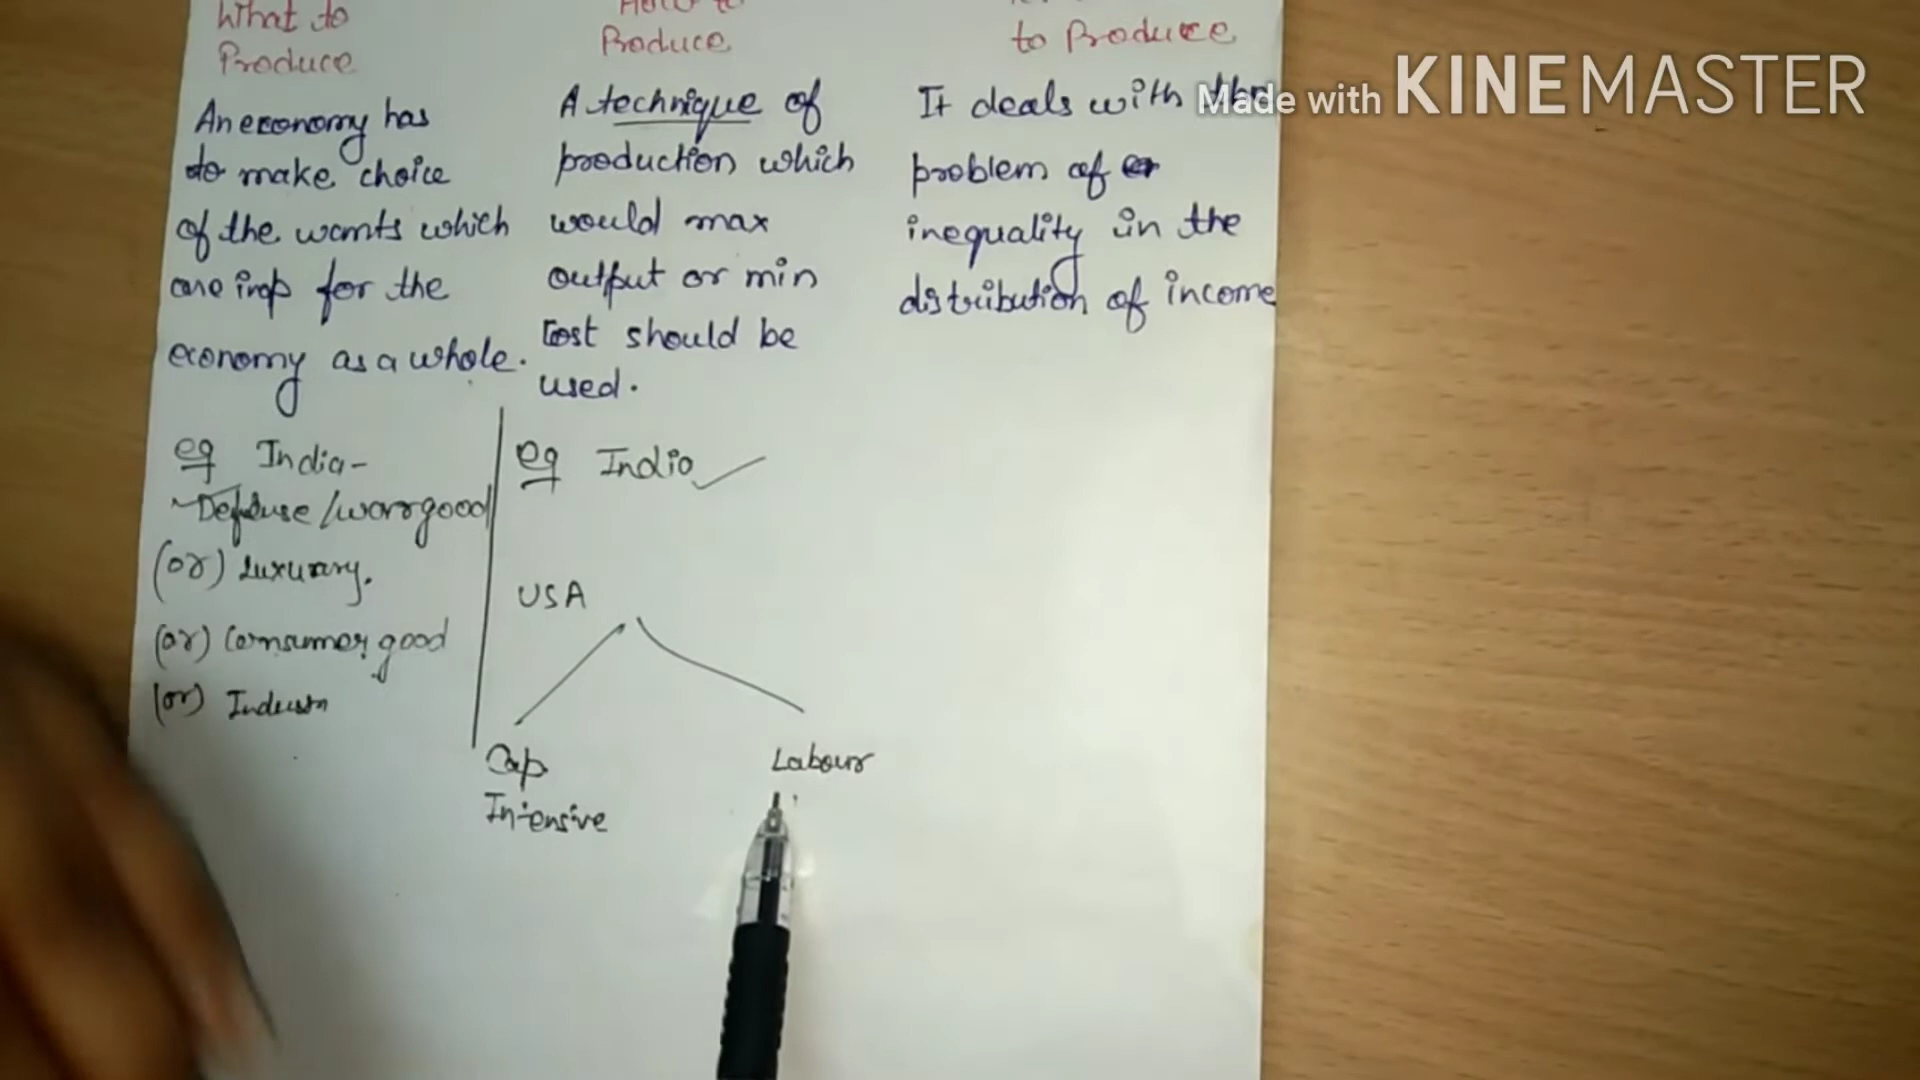 What to
Produce
An economy has
to make choice
of the wants which
are imp for the
economy as a whole.
eg India-
Defense/war good
(or) Luxurary.
(or) Consumer good
(or) Industr
How to
Produce
A technique of
production which
would max
output or min
Cost should be
used.
eg India
USA
Cap
Intensive
Labour
to Produce
It deals with the
problem of
inequality in the
distribution of income
Made with KINEMASTER